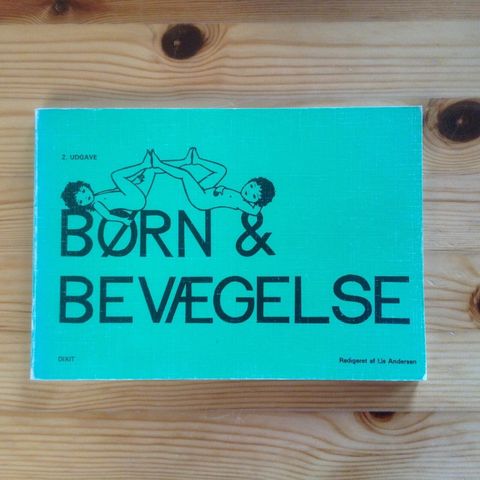 2. UDGAVE
BØRN &
BEVÆGELSE
DIXIT
Redigeret af Lis Andersen